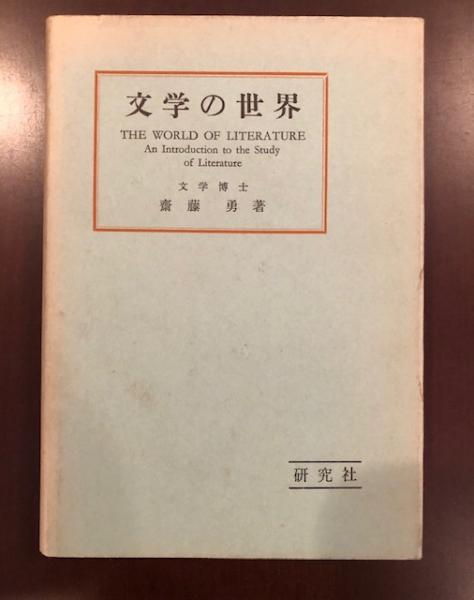 文学の世界
THE WORLD OF LITERATURE
An Introduction to the Study
of Literature
文学博士
齋藤 勇著
研究社